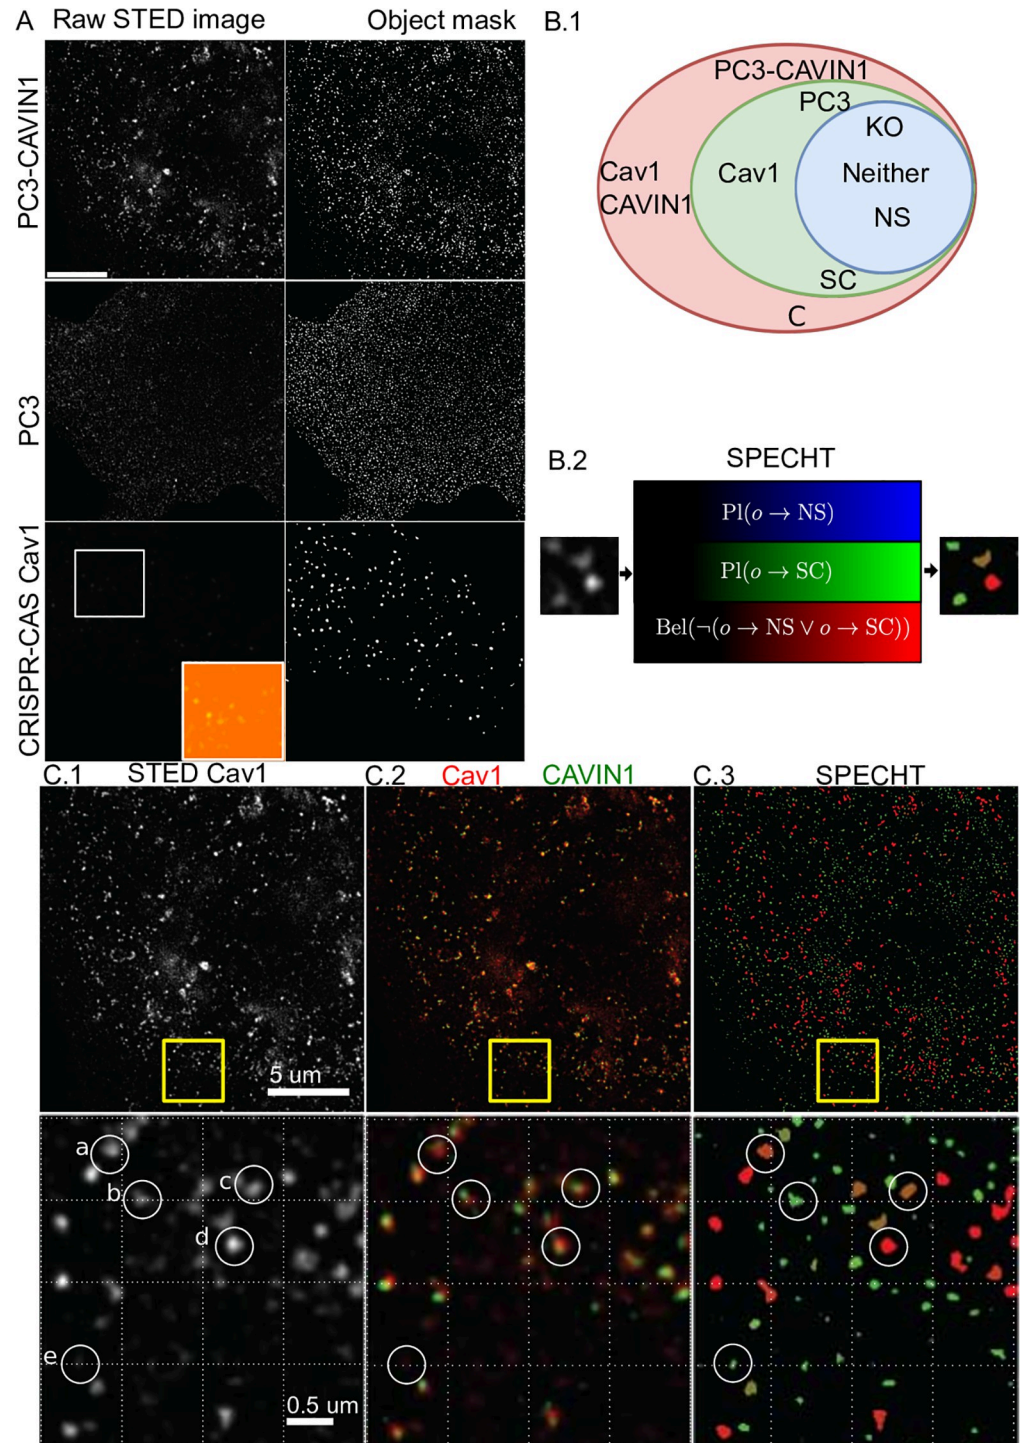 A Raw STED image Object mask
PC3-CAVIN1
PC3
CRISPR-CAS Cav1
B.1
PC3-CAVIN1
PC3
KO
Cav1
CAVIN1
Cav1
Neither
NS
SC
C
B.2 SPECHT
Pl(o → NS)
Pl(o → SC)
Bel(¬(o → NS ∨ o → SC))
C.1 STED Cav1
C.2 Cav1 CAVIN1
C.3 SPECHT
5 um
a
b
c
d
e
0.5 um